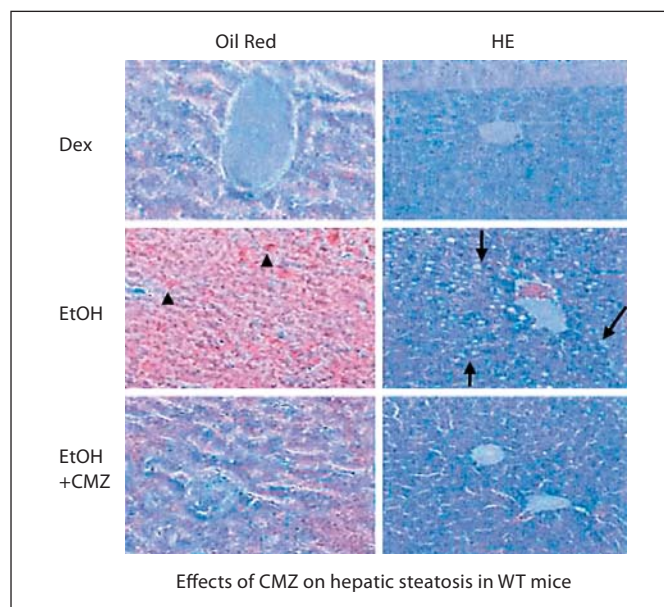 Oil Red HE
Dex
EtOH
EtOH
+CMZ
Effects of CMZ on hepatic steatosis in WT mice